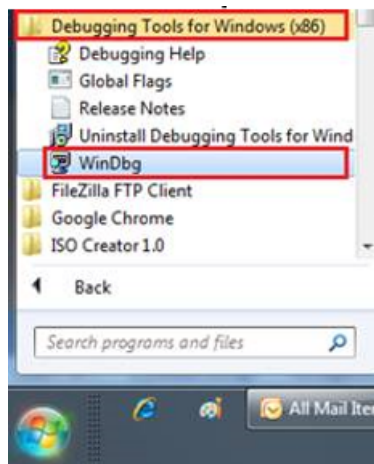 Debugging Tools for Windows (x86)
Debugging Help
Global Flags
Release Notes
Uninstall Debugging Tools for Wind
WinDbg
FileZilla FTP Client
Google Chrome
ISO Creator 1.0
Back
Search programs and files
All Mail Iter